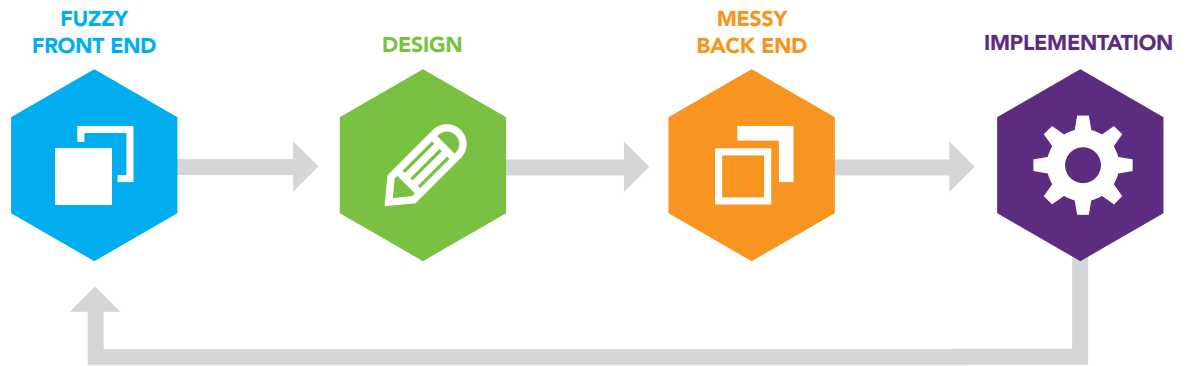 FUZZY
FRONT END
DESIGN
MESSY
BACK END
IMPLEMENTATION